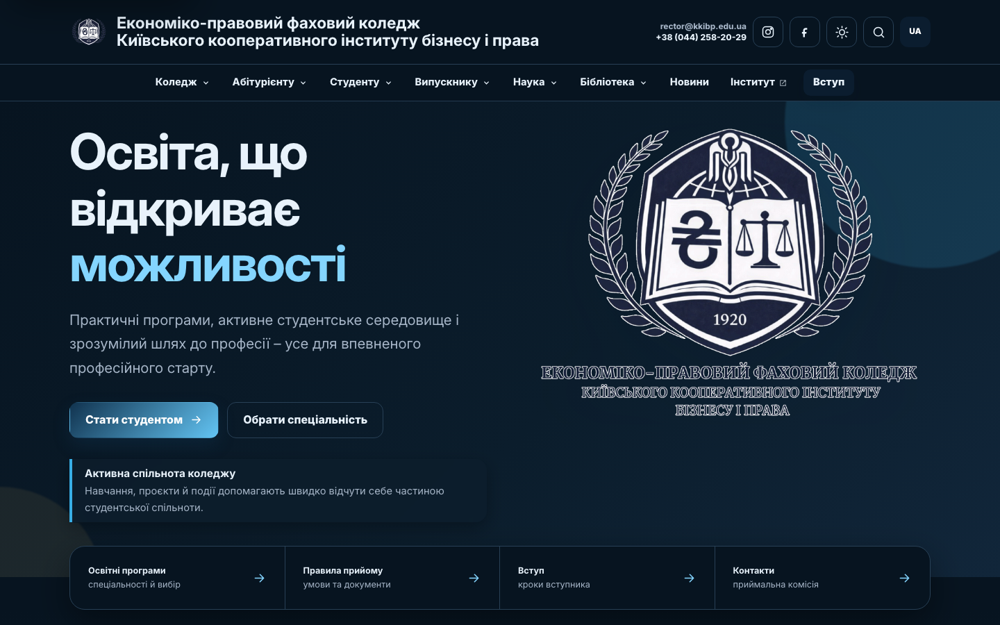 Економіко-правовий фаховий коледж
Київського кооперативного інституту бізнесу і права
rector@kkibp.edu.ua
+38 (044) 258-20-29
UA
Коледж
Абітурієнту
Студенту
Випускнику
Наука
Бібліотека
Новини
Інститут
Вступ
Освіта, що
відкриває
можливості
Практичні програми, активне студентське середовище і
зрозумілий шлях до професії – усе для впевненого
професійного старту.
Стати студентом
Обрати спеціальність
Активна спільнота коледжу
Навчання, проєкти й події допомагають швидко відчути себе частиною
студентської спільноти.
1920
ЕКОНОМІКО-ПРАВОВИЙ ФАХОВИЙ КОЛЕДЖ
КИЇВСЬКОГО КООПЕРАТИВНОГО ІНСТИТУТУ
БІЗНЕСУ І ПРАВА
Освітні програми
спеціальності й вибір
Правила прийому
умови та документи
Вступ
кроки вступника
Контакти
приймальна комісія